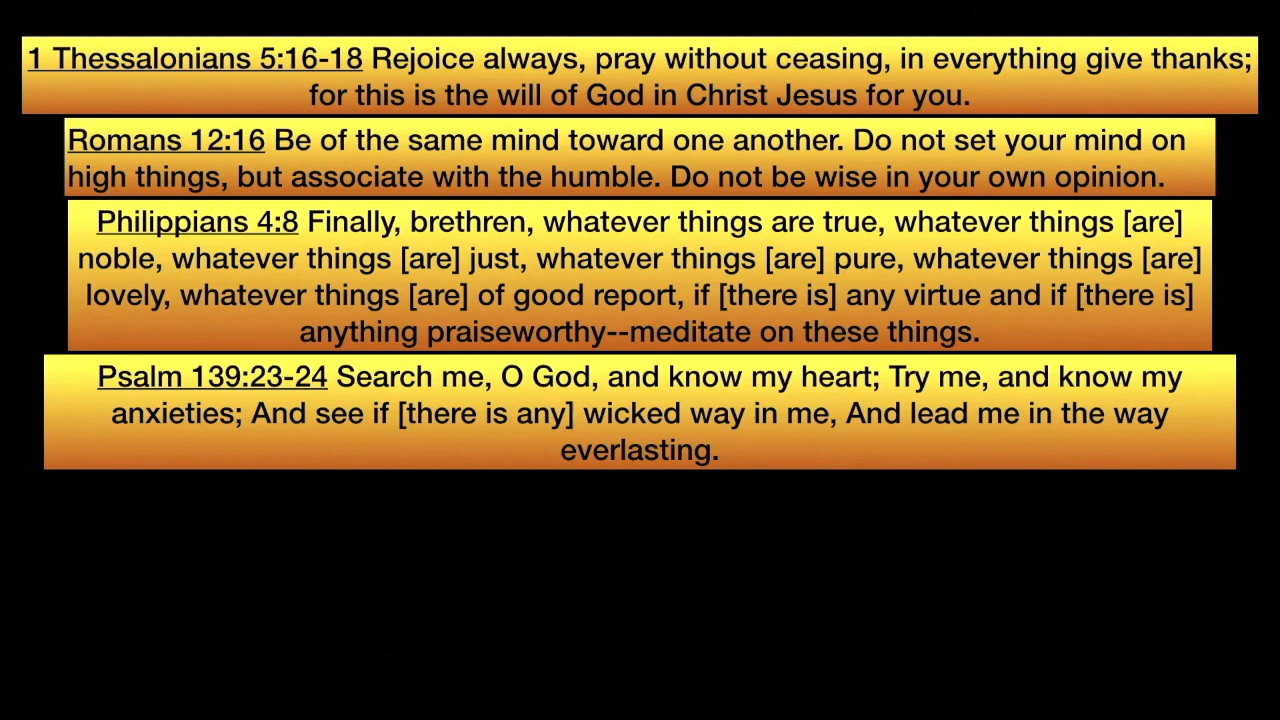 1 Thessalonians 5:16-18 Rejoice always, pray without ceasing, in everything give thanks;
for this is the will of God in Christ Jesus for you.
Romans 12:16 Be of the same mind toward one another. Do not set your mind on
high things, but associate with the humble. Do not be wise in your own opinion.
Philippians 4:8 Finally, brethren, whatever things are true, whatever things [are]
noble, whatever things [are] just, whatever things [are] pure, whatever things [are]
lovely, whatever things [are] of good report, if [there is] any virtue and if [there is]
anything praiseworthy--meditate on these things.
Psalm 139:23-24 Search me, O God, and know my heart; Try me, and know my
anxieties; And see if [there is any] wicked way in me, And lead me in the way
everlasting.